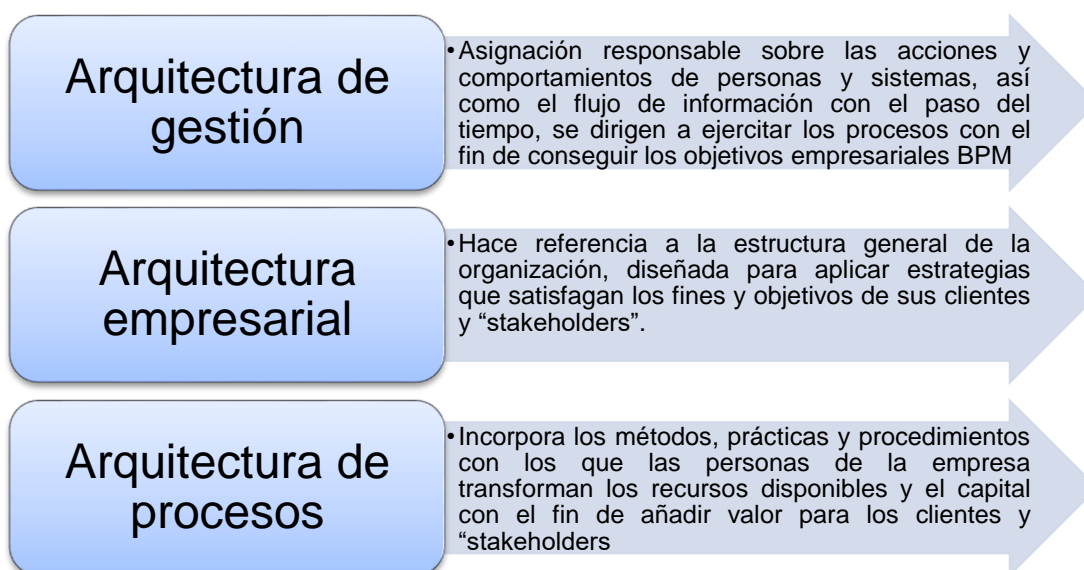 Arquitectura de
gestión
•Asignación responsable sobre las acciones y
comportamientos de personas y sistemas, así
como el flujo de información con el paso del
tiempo, se dirigen a ejercitar los procesos con el
fin de conseguir los objetivos empresariales BPM
Arquitectura
empresarial
•Hace referencia a la estructura general de la
organización, diseñada para aplicar estrategias
que satisfagan los fines y objetivos de sus clientes
y “stakeholders”.
Arquitectura de
procesos
•Incorpora los métodos, prácticas y procedimientos
con los que las personas de la empresa
transforman los recursos disponibles y el capital
con el fin de añadir valor para los clientes y
“stakeholders